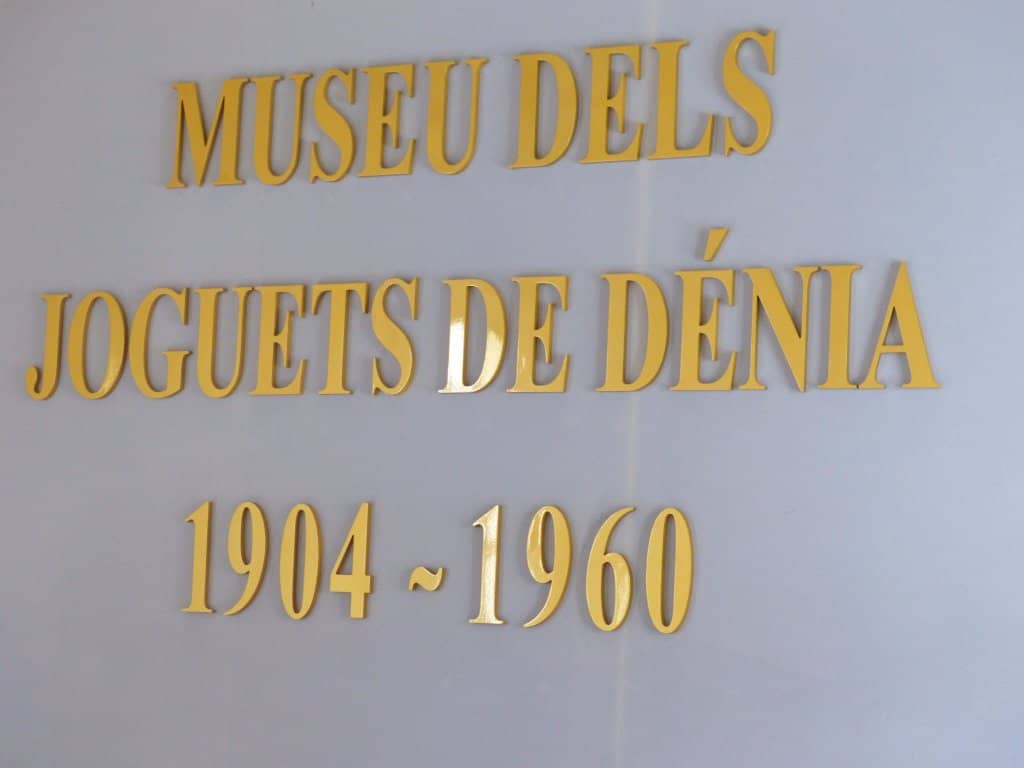 MUSEU DELS
JOGUETS DE DÉNIA
1904 ~ 1960